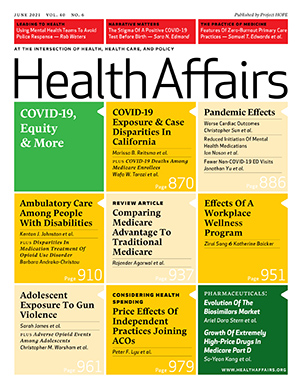 JUNE 2021 VOL. 40 NO. 6
Published by Project HOPE
LEADING TO HEALTH
Using Mental Health Teams To Avoid
Police Response — Rob Waters
NARRATIVE MATTERS
The Stigma Of A Positive COVID-19
Test Before Birth — Sara N. Edmond
THE PRACTICE OF MEDICINE
Features Of Zero-Burnout Primary Care
Practices — Samuel T. Edwards et al.
AT THE INTERSECTION OF HEALTH, HEALTH CARE, AND POLICY
HealthAffairs
COVID-19,
Equity
& More
COVID-19
Exposure & Case
Disparities In
California
Marissa B. Reitsma et al.
PLUS COVID-19 Deaths Among
Medicare Enrollees
Wafa W. Tarazi et al.
Page 870
Pandemic Effects
Worse Cardiac Outcomes
Christopher Sun et al.
Reduced Initiation Of Mental
Health Medications
Ian Nason et al.
Fewer Non-COVID-19 ED Visits
Jonathan Yu et al.
Page 886
Ambulatory Care
Among People
With Disabilities
Kenton J. Johnston et al.
PLUS Disparities In
Medication Treatment Of
Opioid Use Disorder
Barbara Andraka-Christou
Page 910
REVIEW ARTICLE
Comparing
Medicare
Advantage To
Traditional
Medicare
Rajender Agarwal et al.
Page 937
Effects Of A
Workplace
Wellness
Program
Zirui Song & Katherine Baicker
Page 951
Adolescent
Exposure To Gun
Violence
Sarah James et al.
PLUS Adverse Opioid Events
Among Adolescents
Christopher M. Worsham et al.
Page 961
CONSIDERING HEALTH
SPENDING
Price Effects Of
Independent
Practices Joining
ACOs
Peter F. Lyu et al.
Page 979
PHARMACEUTICALS:
Evolution Of The
Biosimilars Market
Ariel Dora Stern et al.
Growth Of Extremely
High-Price Drugs In
Medicare Part D
So-Yeon Kang et al.
WWW.HEALTHAFFAIRS.ORG